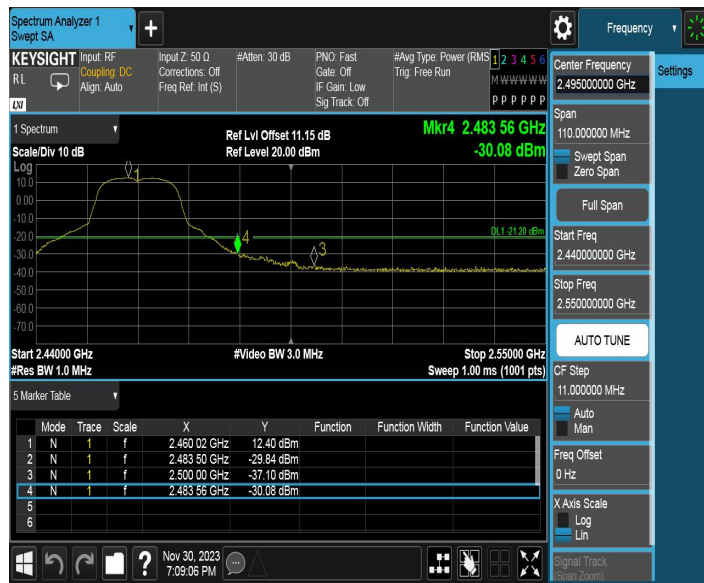 Spectrum Analyzer 1
Swept SA
Frequency
Settings
KEYSIGHT
RL
LXI
Input: RF
Coupling: DC
Align: Auto
Input Z: 50 Ω
Corrections: Off
Freq Ref: Int (S)
#Atten: 30 dB
PNO: Fast
Gate: Off
IF Gain: Low
Sig Track: Off
#Avg Type: Power (RMS
Trig: Free Run
1 2 3 4 5 6
M W W W W W
P P P P P P
1 Spectrum
Scale/Div 10 dB
Ref Lvl Offset 11.15 dB
Ref Level 20.00 dBm
Mkr4 2.483 56 GHz
-30.08 dBm
Log
10.0
0.00
-10.0
-20.0
-30.0
-40.0
-50.0
-60.0
-70.0
1
4
3
DL1 -21.20 dBm
Start 2.44000 GHz
#Video BW 3.0 MHz
Stop 2.55000 GHz
#Res BW 1.0 MHz
Sweep 1.00 ms (1001 pts)
5 Marker Table
Mode Trace Scale X Y Function Function Width Function Value
1 N 1 f 2.460 02 GHz 12.40 dBm
2 N 1 f 2.483 50 GHz -29.84 dBm
3 N 1 f 2.500 00 GHz -37.10 dBm
4 N 1 f 2.483 56 GHz -30.08 dBm
5
6
Nov 30, 2023
7:09:06 PM
Center Frequency
2.495000000 GHz
Span
110.000000 MHz
Swept Span
Zero Span
Full Span
Start Freq
2.440000000 GHz
Stop Freq
2.550000000 GHz
AUTO TUNE
CF Step
11.000000 MHz
Auto
Man
Freq Offset
0 Hz
X Axis Scale
Log
Lin
Signal Track
(Span Zoom)